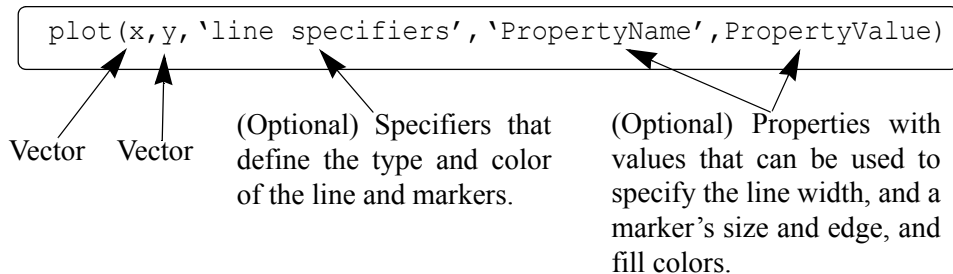 plot(x,y,‘line specifiers’,‘PropertyName’,PropertyValue)
Vector
Vector
(Optional) Specifiers that
define the type and color
of the line and markers.
(Optional) Properties with
values that can be used to
specify the line width, and a
marker’s size and edge, and
fill colors.